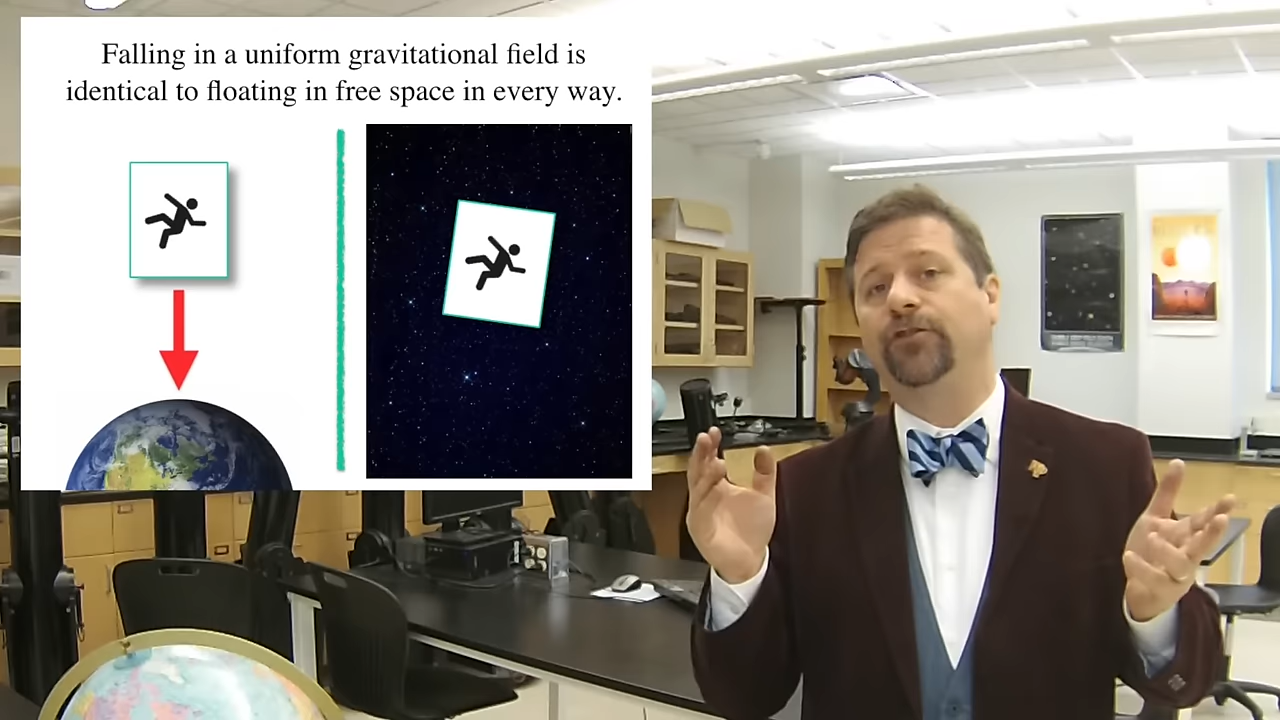 Falling in a uniform gravitational field is
identical to floating in free space in every way.